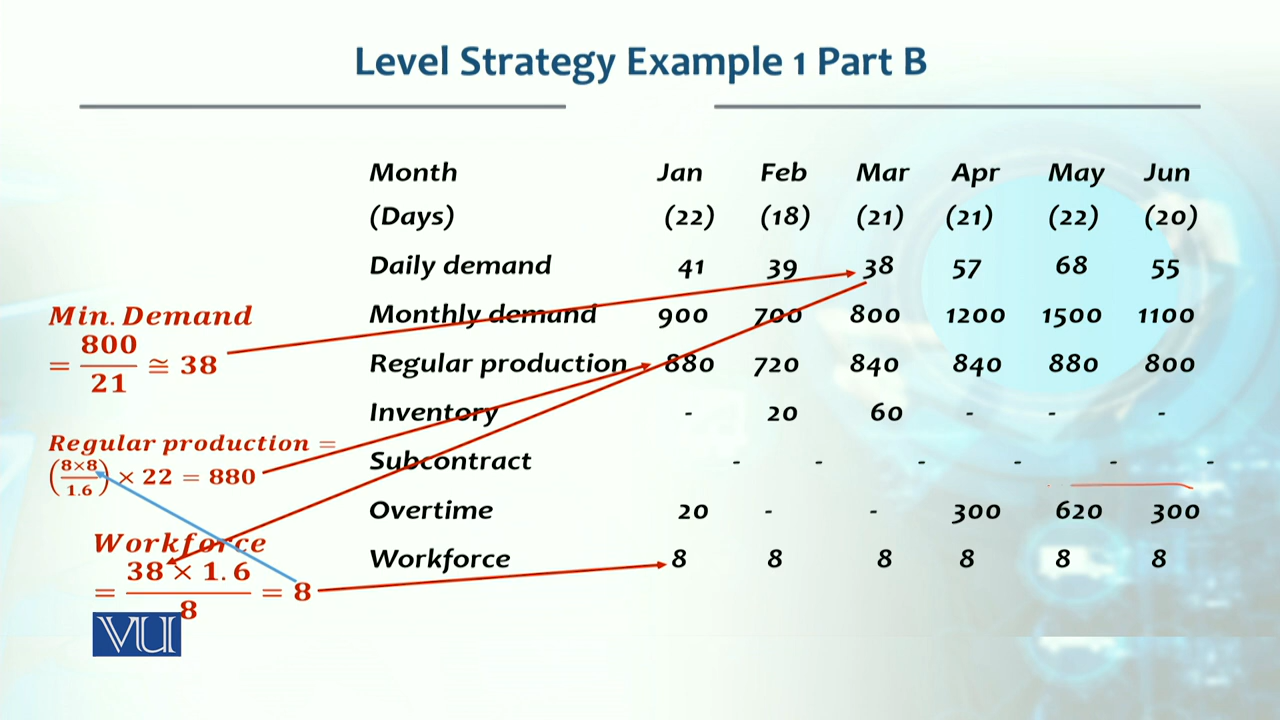 Level Strategy Example 1 Part B
Month Jan Feb Mar Apr May Jun
(Days) (22) (18) (21) (21) (22) (20)
Daily demand 41 39 38 57 68 55
Monthly demand 900 700 800 1200 1500 1100
Regular production 880 720 840 840 880 800
Inventory - 20 60 - - -
Subcontract - - - - - -
Overtime 20 - - 300 620 300
Workforce 8 8 8 8 8 8
Min. Demand
= 800/21 ≅ 38
Regular production =
(8×8/1.6) × 22 = 880
Workforce
= 38 × 1.6/8 = 8
VU